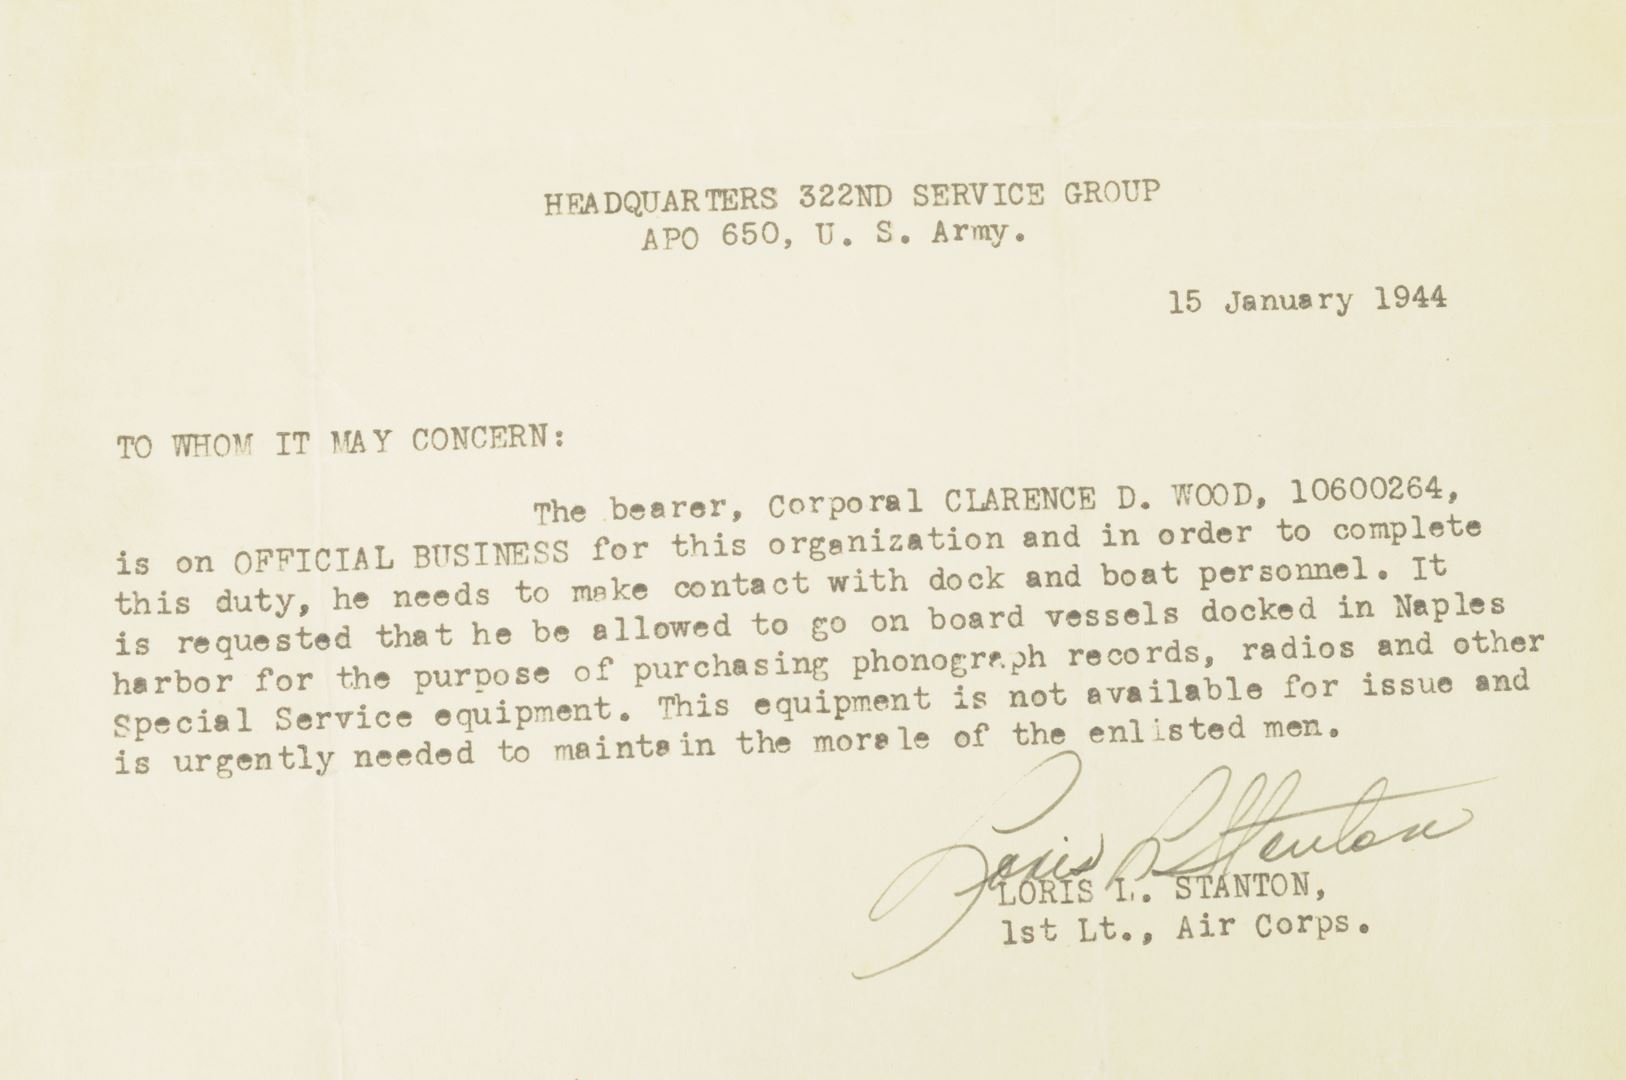 HEADQUARTERS 322ND SERVICE GROUP
APO 650, U. S. Army.
15 January 1944
TO WHOM IT MAY CONCERN:
The bearer, Corporal CLARENCE D. WOOD, 10600264,
is on OFFICIAL BUSINESS for this organization and in order to complete
this duty, he needs to make contact with dock and boat personnel. It
is requested that he be allowed to go on board vessels docked in Naples
harbor for the purpose of purchasing phonograph records, radios and other
Special Service equipment. This equipment is not available for issue and
is urgently needed to maintain the morale of the enlisted men.
Loris L Stanton
LORIS L. STANTON,
1st Lt., Air Corps.